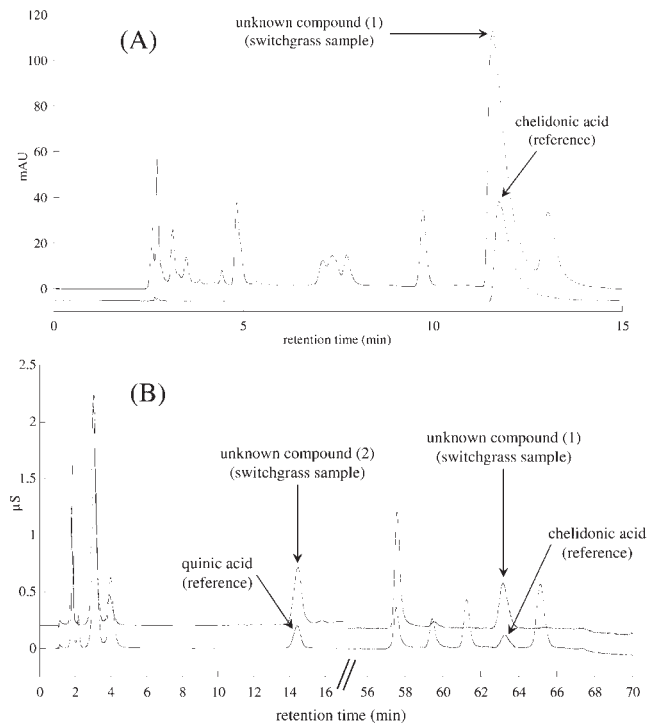 (A)
unknown compound (1)
(switchgrass sample)
chelidonic acid
(reference)
mAU
120
100
80
60
40
20
0
0 5 10 15
retention time (min)
(B)
unknown compound (2)
(switchgrass sample)
unknown compound (1)
(switchgrass sample)
quinic acid
(reference)
chelidonic acid
(reference)
µS
2.5
2
1.5
1
0.5
0
0 2 4 6 8 10 12 14 16 56 58 60 62 64 66 68 70
retention time (min)